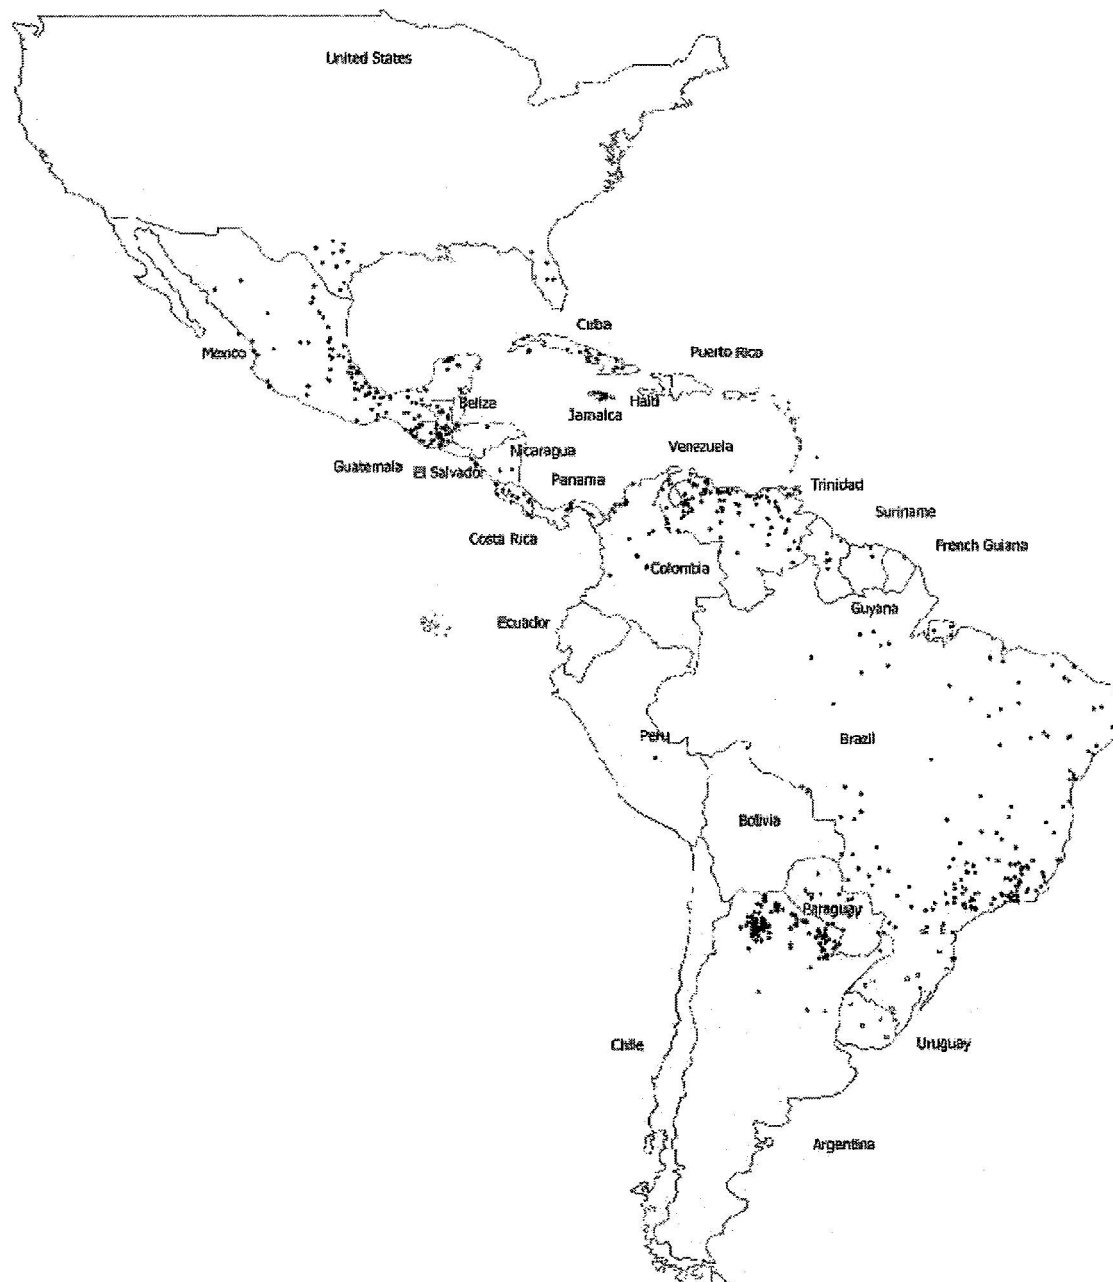 United States
Cuba
Puerto Rico
Mexico
Belize
Haiti
Jamaica
Nicaragua
Venezuela
Guatemala
El Salvador
Panama
Trinidad
Suriname
Costa Rica
French Guiana
Colombia
Guyana
Ecuador
Peru
Brazil
Bolivia
Paraguay
Chile
Uruguay
Argentina